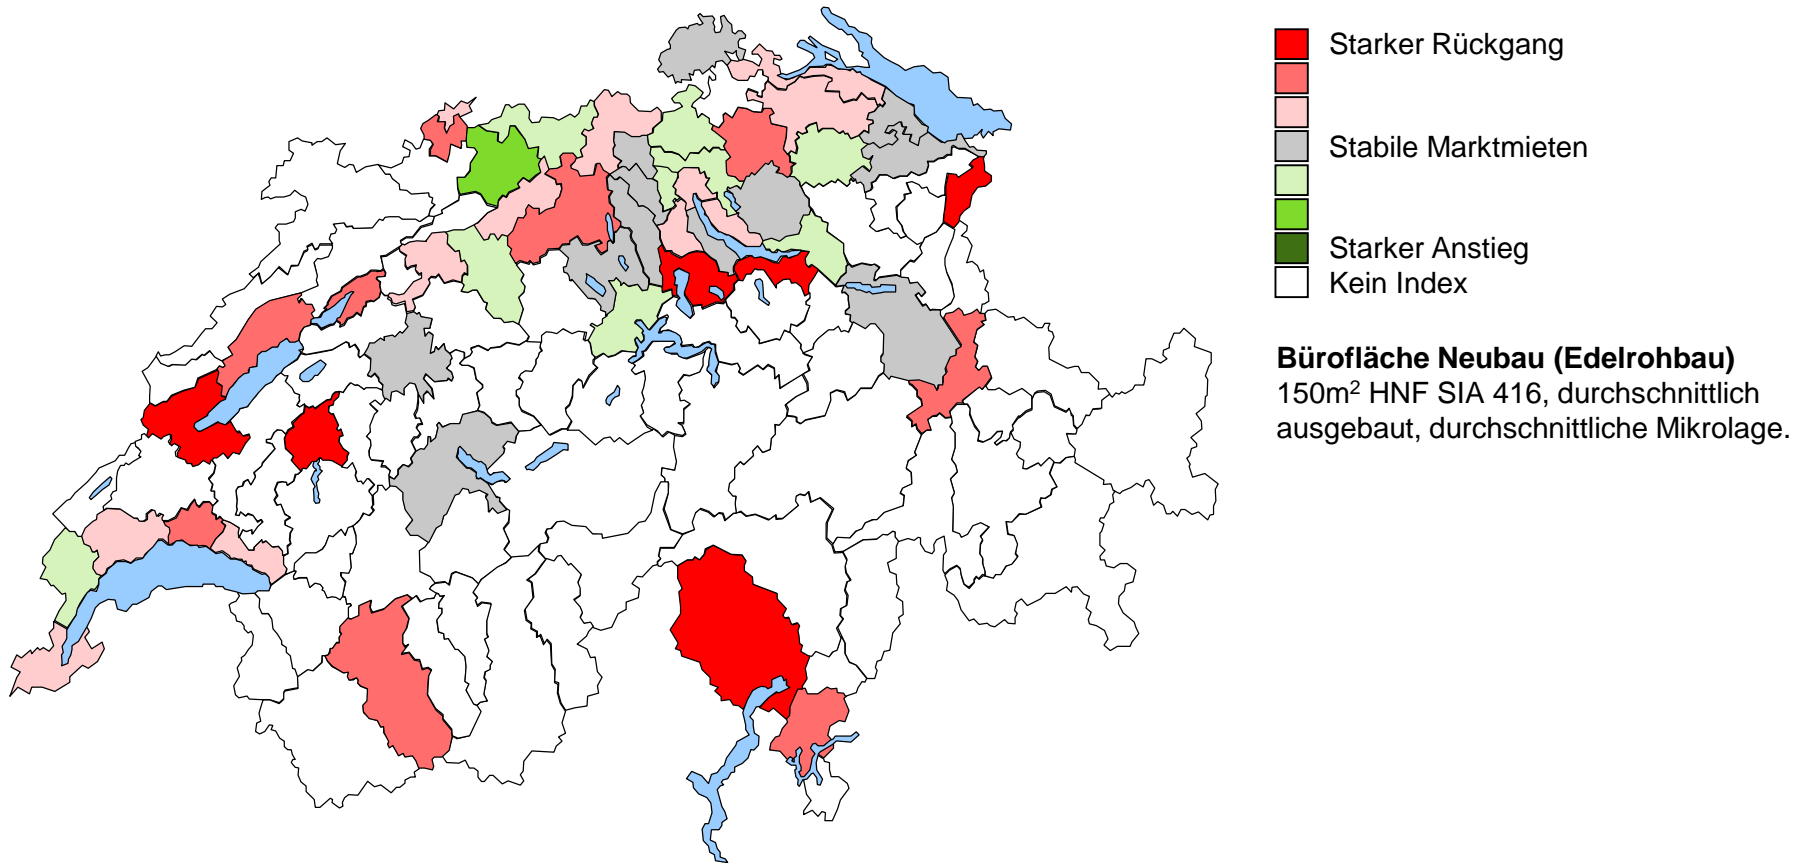 Starker Rückgang
Stabile Marktmieten
Starker Anstieg
Kein Index
Bürofläche Neubau (Edelrohbau)
150m² HNF SIA 416, durchschnittlich
ausgebaut, durchschnittliche Mikrolage.